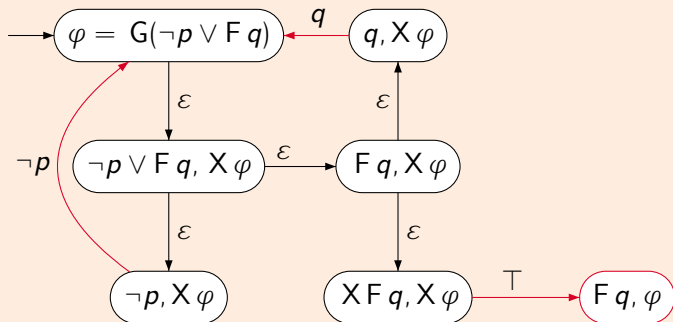 φ = G(¬p ∨ F q)
q
q, X φ
ε
ε
¬p
¬p ∨ F q, X φ
ε
F q, X φ
ε
ε
¬p, X φ
X F q, X φ
⊤
F q, φ